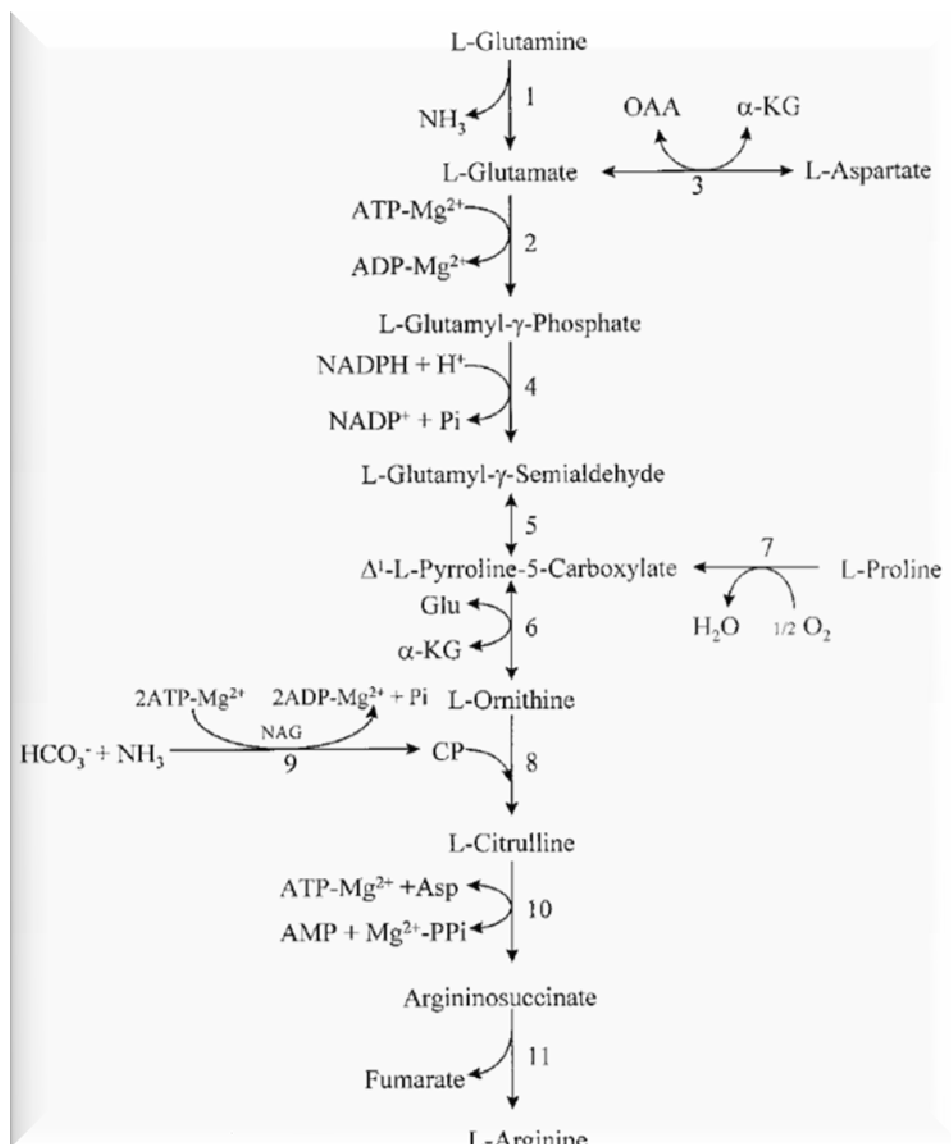 L-Glutamine
1
NH₃
OAA α-KG
L-Glutamate
3
L-Aspartate
ATP-Mg²⁺
2
ADP-Mg²⁺
L-Glutamyl-γ-Phosphate
NADPH + H⁺
4
NADP⁺ + Pi
L-Glutamyl-γ-Semialdehyde
5
7
Δ¹-L-Pyrroline-5-Carboxylate
L-Proline
Glu
6
H₂O
1/2 O₂
α-KG
2ATP-Mg²⁺ 2ADP-Mg²⁺ + Pi
L-Ornithine
NAG
HCO₃⁻ + NH₃
9
CP
8
L-Citrulline
ATP-Mg²⁺ +Asp
10
AMP + Mg²⁺-PPi
Argininosuccinate
11
Fumarate
L-Arginine